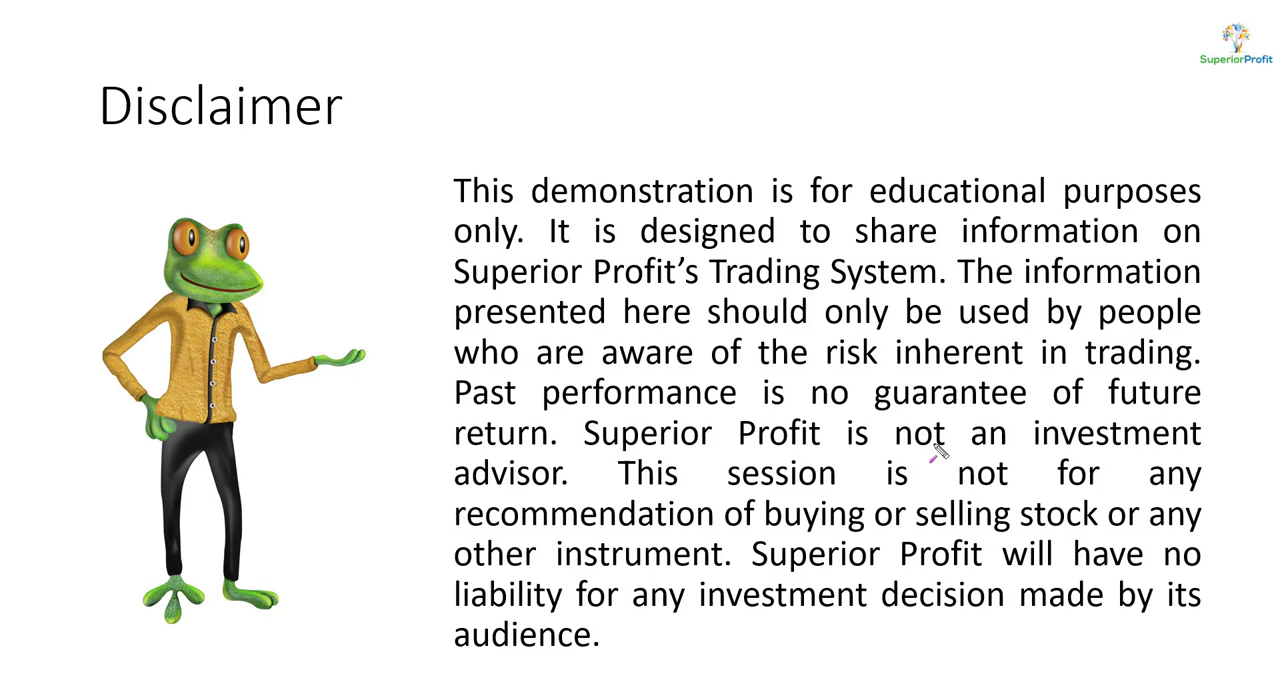 SuperiorProfit
Disclaimer
This demonstration is for educational purposes
only. It is designed to share information on
Superior Profit’s Trading System. The information
presented here should only be used by people
who are aware of the risk inherent in trading.
Past performance is no guarantee of future
return. Superior Profit is not an investment
advisor. This session is not for any
recommendation of buying or selling stock or any
other instrument. Superior Profit will have no
liability for any investment decision made by its
audience.